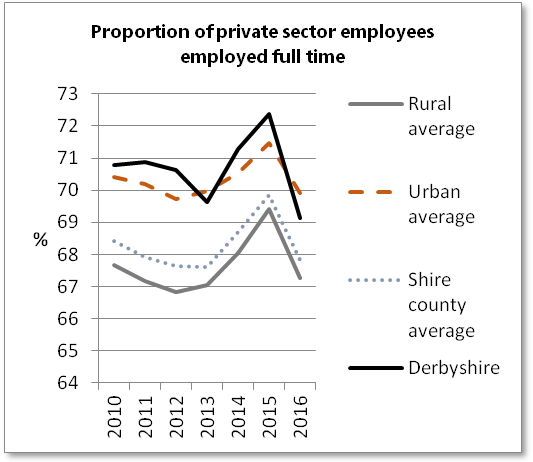 Proportion of private sector employees
employed full time
73
72
71
70
69
68
67
66
65
64
%
2010
2011
2012
2013
2014
2015
2016
Rural
average
Urban
average
Shire
county
average
Derbyshire